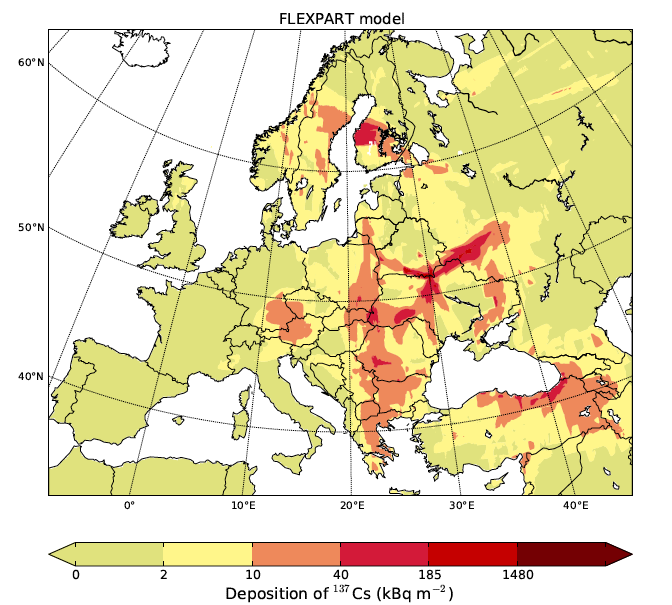 FLEXPART model
60°N
50°N
40°N
0° 10°E 20°E 30°E 40°E
0 2 10 40 185 1480
Deposition of ¹³⁷Cs (kBq m⁻²)